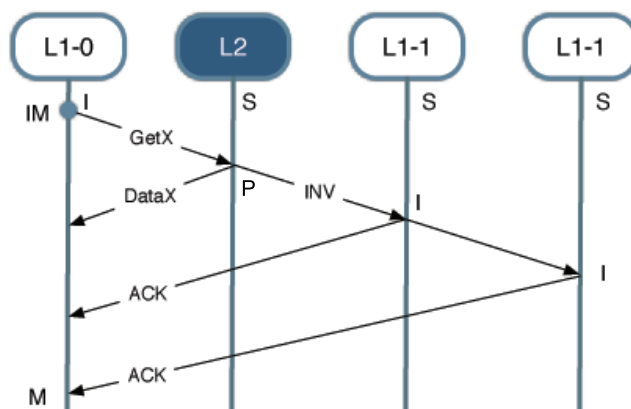 L1-0 L2 L1-1 L1-1
I S S S
IM
GetX
DataX P INV I
I
ACK
ACK
M